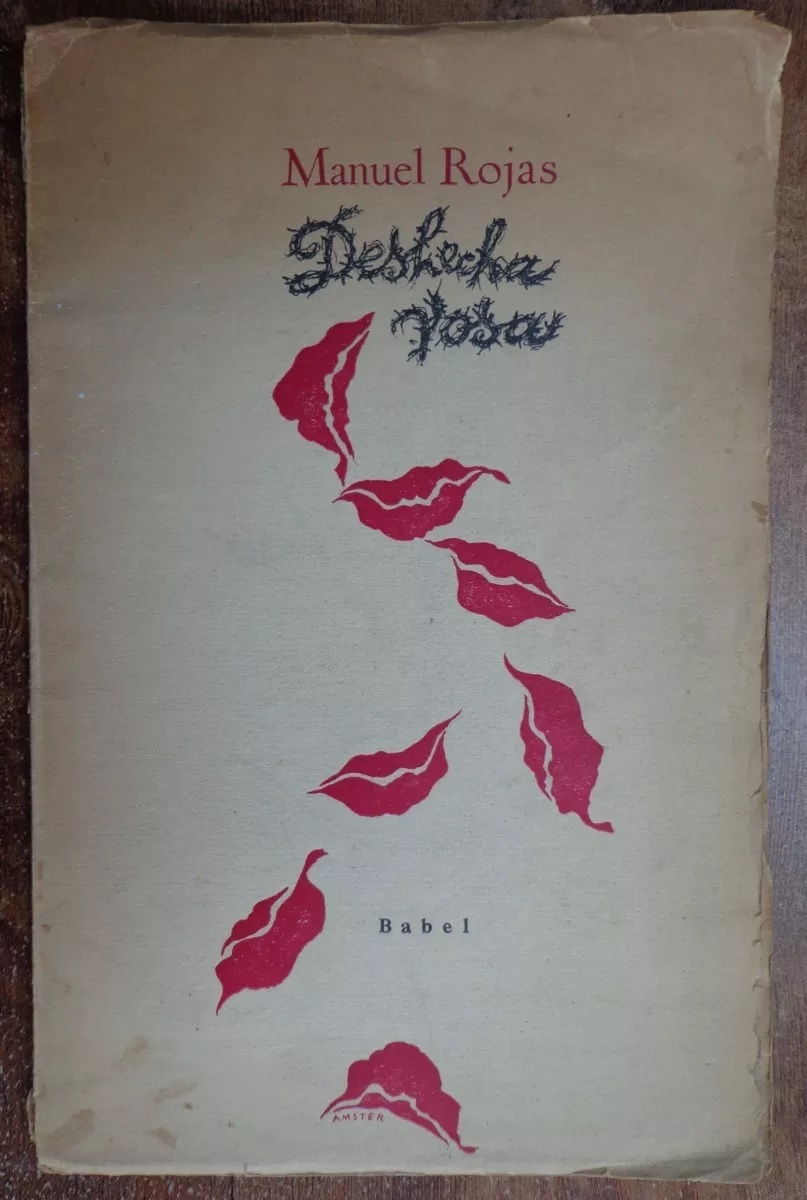 Manuel Rojas
Deshecha
rosa
Babel
AMSTER